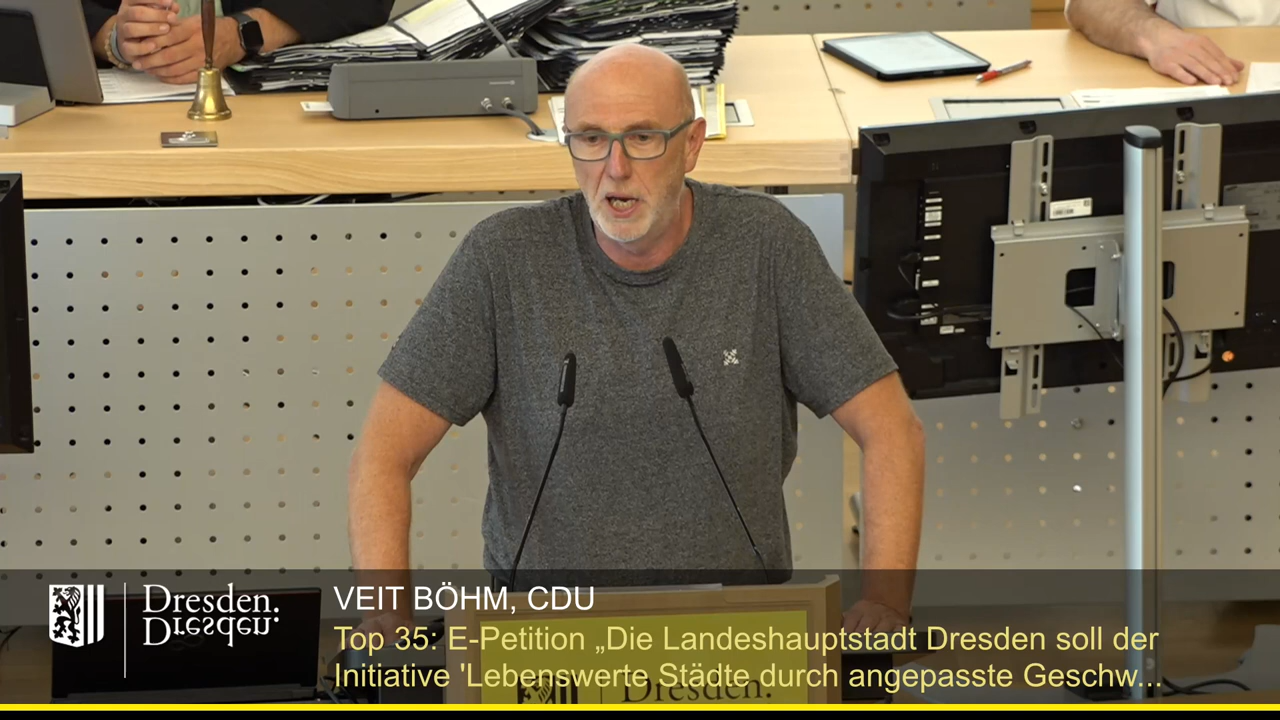 VEIT BÖHM, CDU
Dresden.
Dresden.
Top 35: E-Petition „Die Landeshauptstadt Dresden soll der
Initiative 'Lebenswerte Städte durch angepasste Geschw...
Dresden.